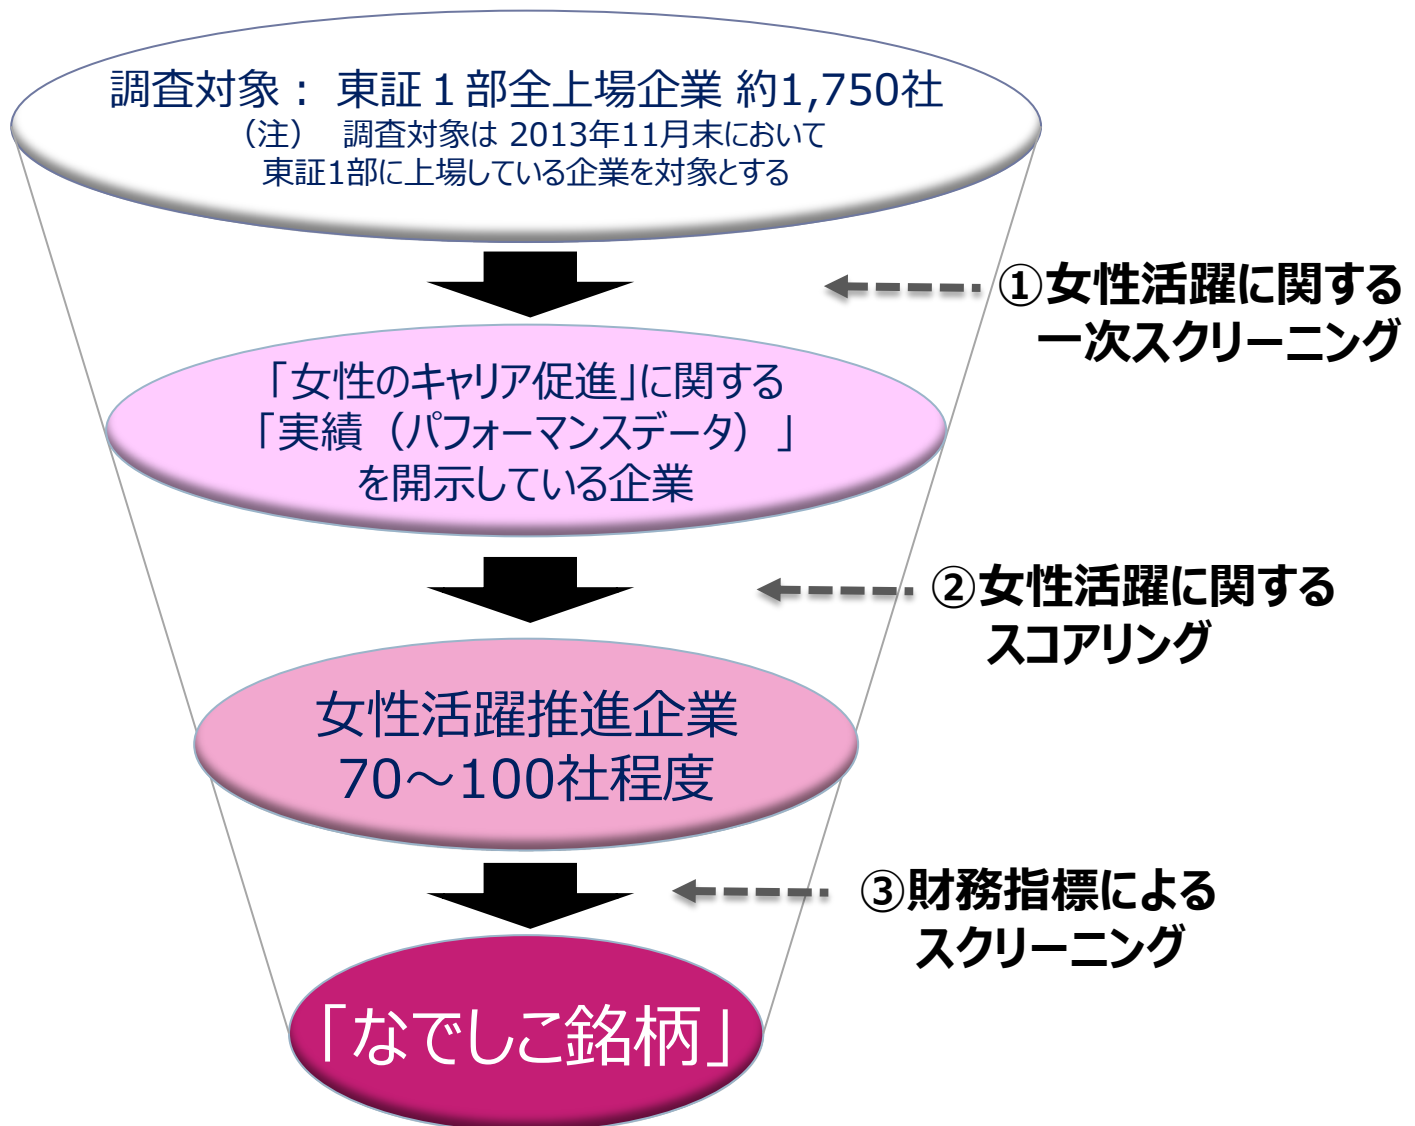 調査対象： 東証１部全上場企業 約1,750社
（注） 調査対象は 2013年11月末において
東証1部に上場している企業を対象とする
①女性活躍に関する
一次スクリーニング
「女性のキャリア促進」に関する
「実績（パフォーマンスデータ）」
を開示している企業
②女性活躍に関する
スコアリング
女性活躍推進企業
70～100社程度
③財務指標による
スクリーニング
「なでしこ銘柄」